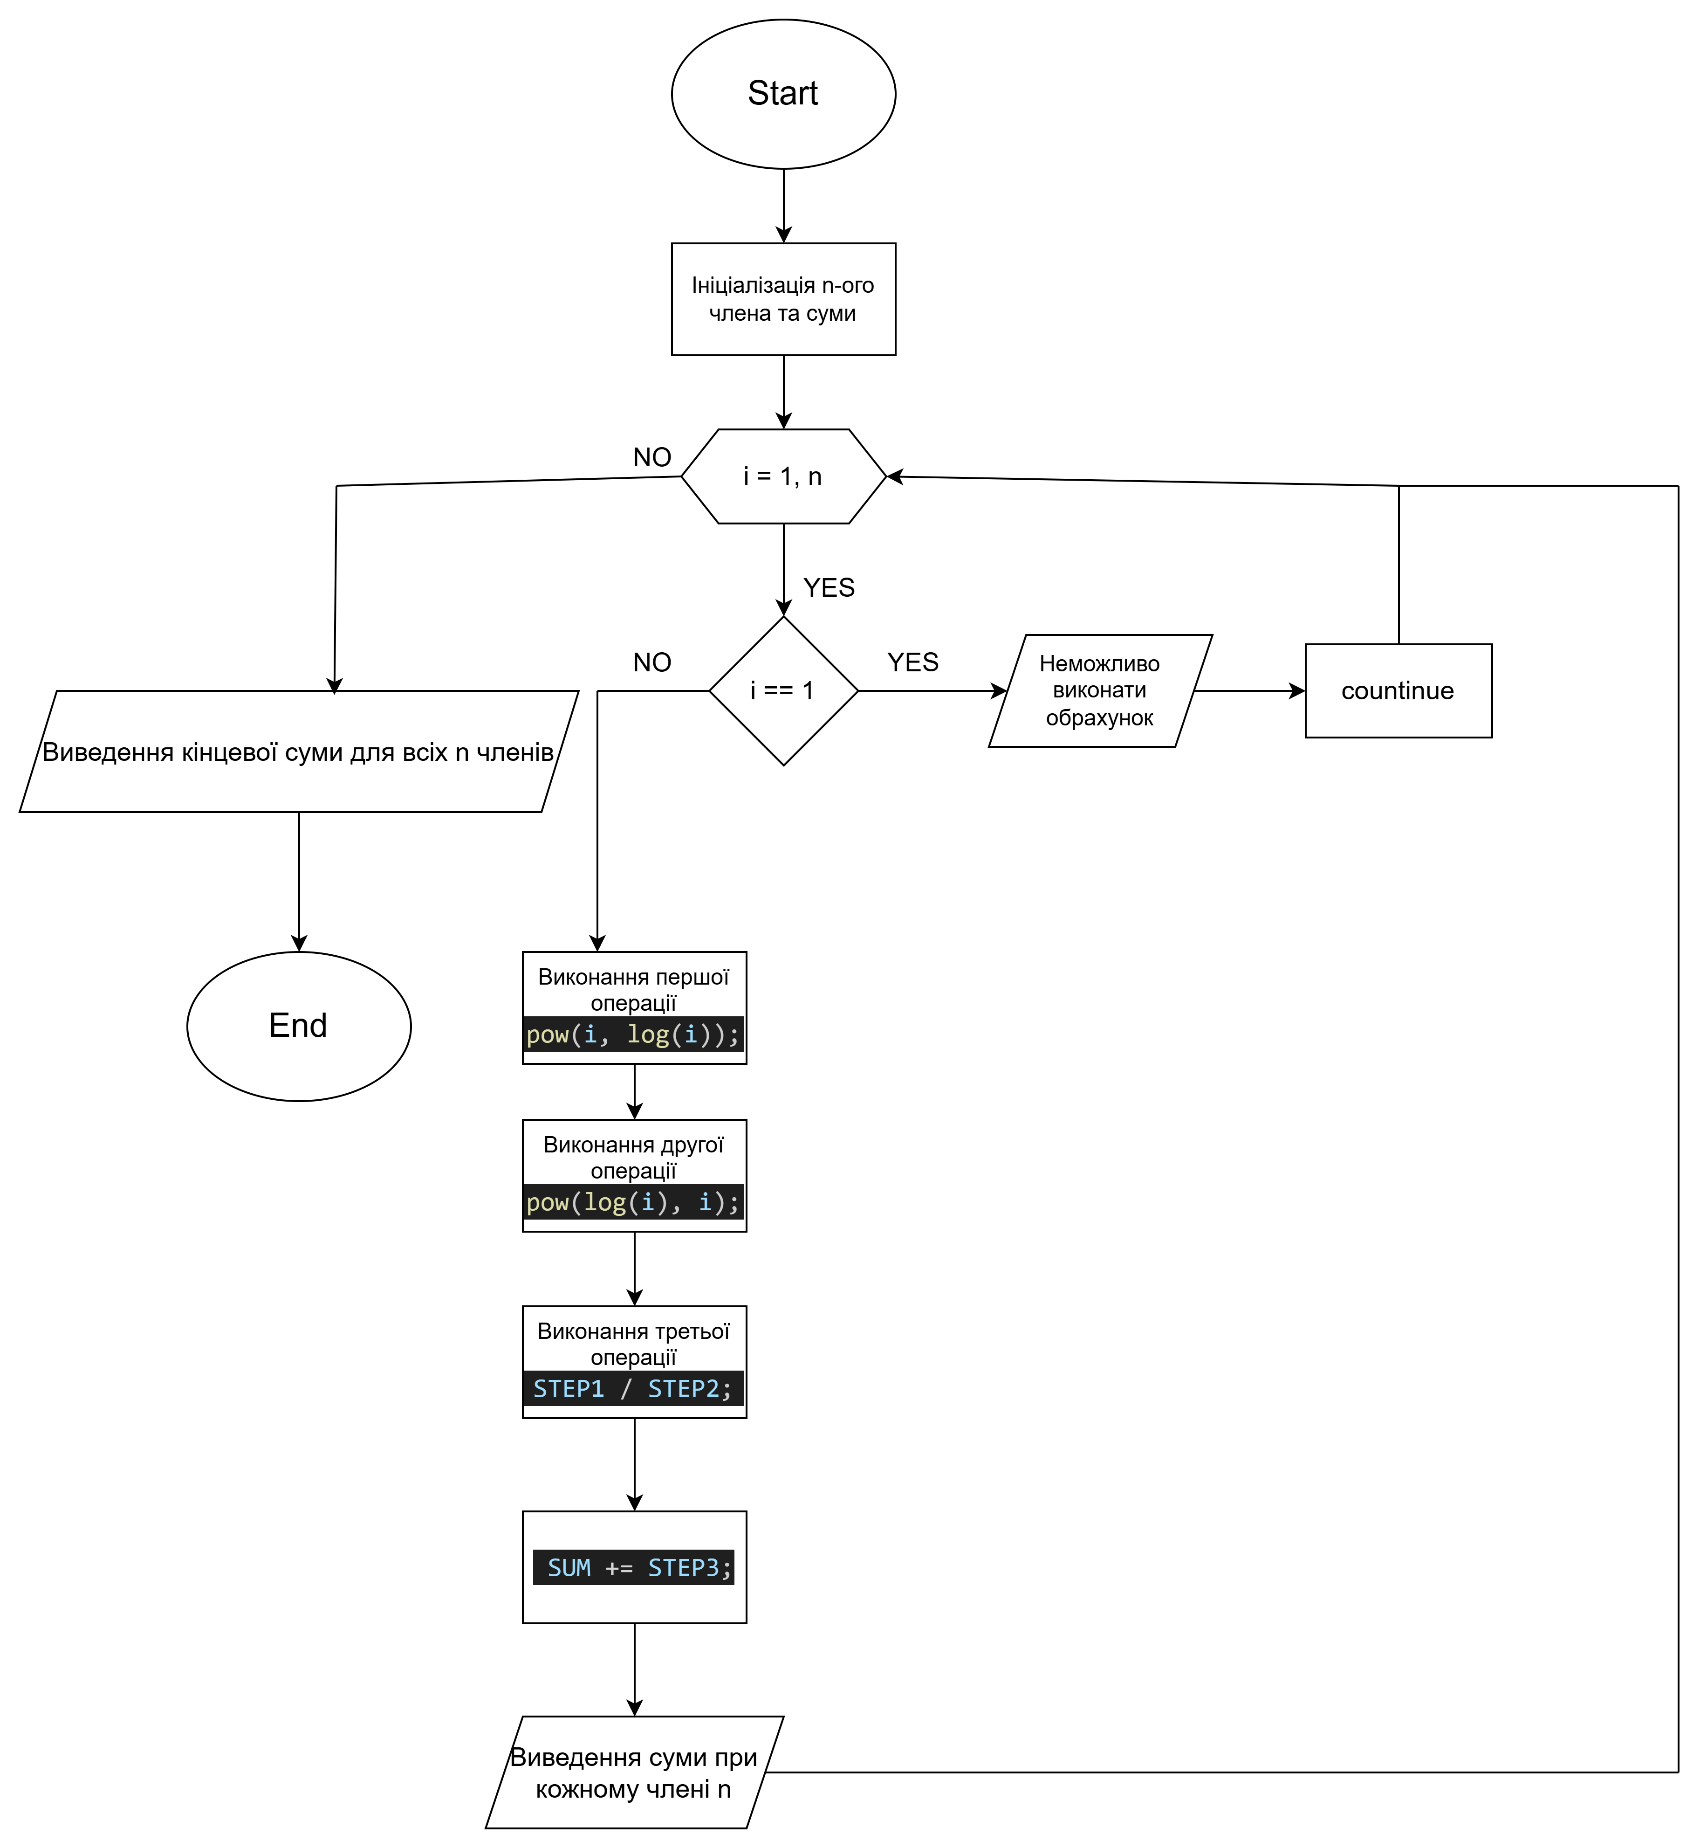 Start
Ініціалізація n-ого
члена та суми
NO
i = 1, n
YES
NO
i == 1
YES
Неможливо
виконати
обрахунок
countinue
Виведення кінцевої суми для всіх n членів
End
Виконання першої
операції
pow(i, log(i));
Виконання другої
операції
pow(log(i), i);
Виконання третьої
операції
STEP1 / STEP2;
SUM += STEP3;
Виведення суми при
кожному члені n